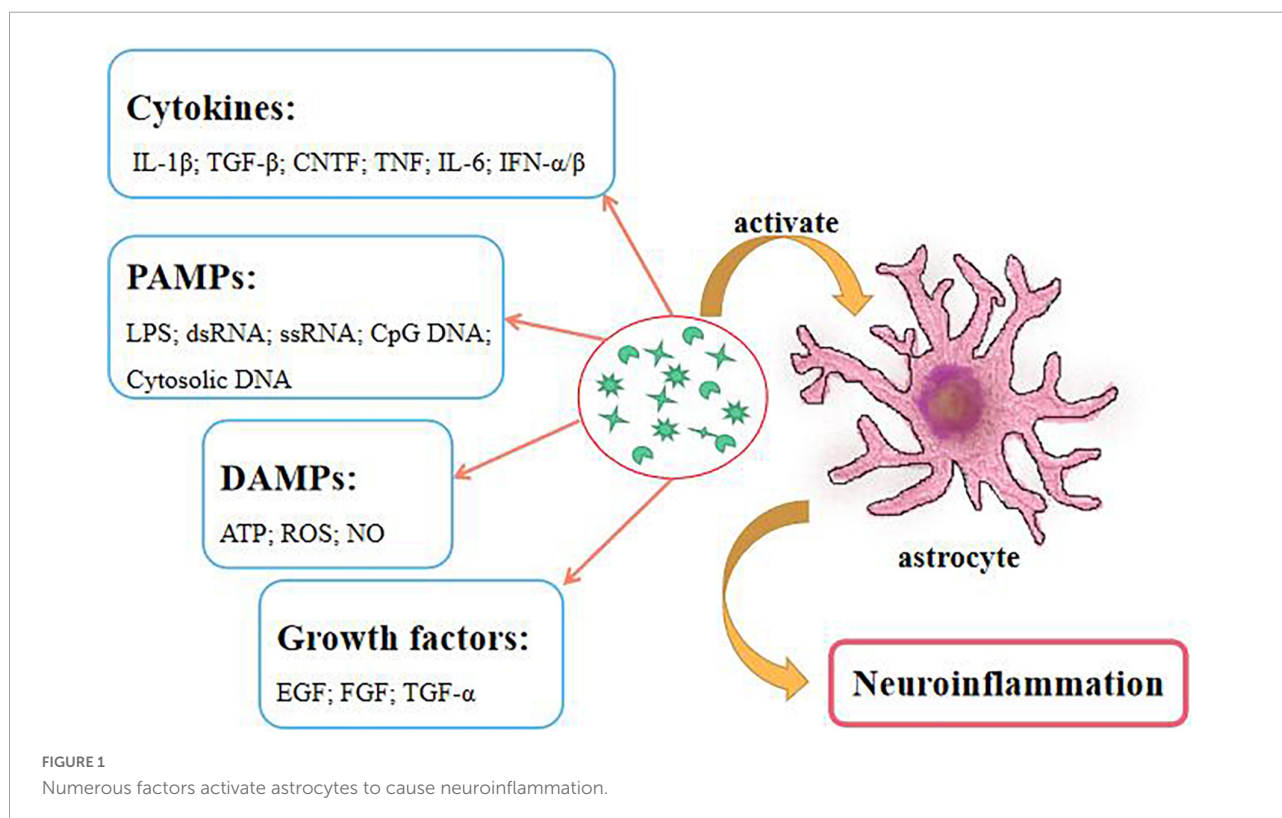 Cytokines:
IL-1β; TGF-β; CNTF; TNF; IL-6; IFN-α/β
PAMPs:
LPS; dsRNA; ssRNA; CpG DNA;
Cytosolic DNA
DAMPs:
ATP; ROS; NO
Growth factors:
EGF; FGF; TGF-α
activate
astrocyte
Neuroinflammation
FIGURE 1
Numerous factors activate astrocytes to cause neuroinflammation.